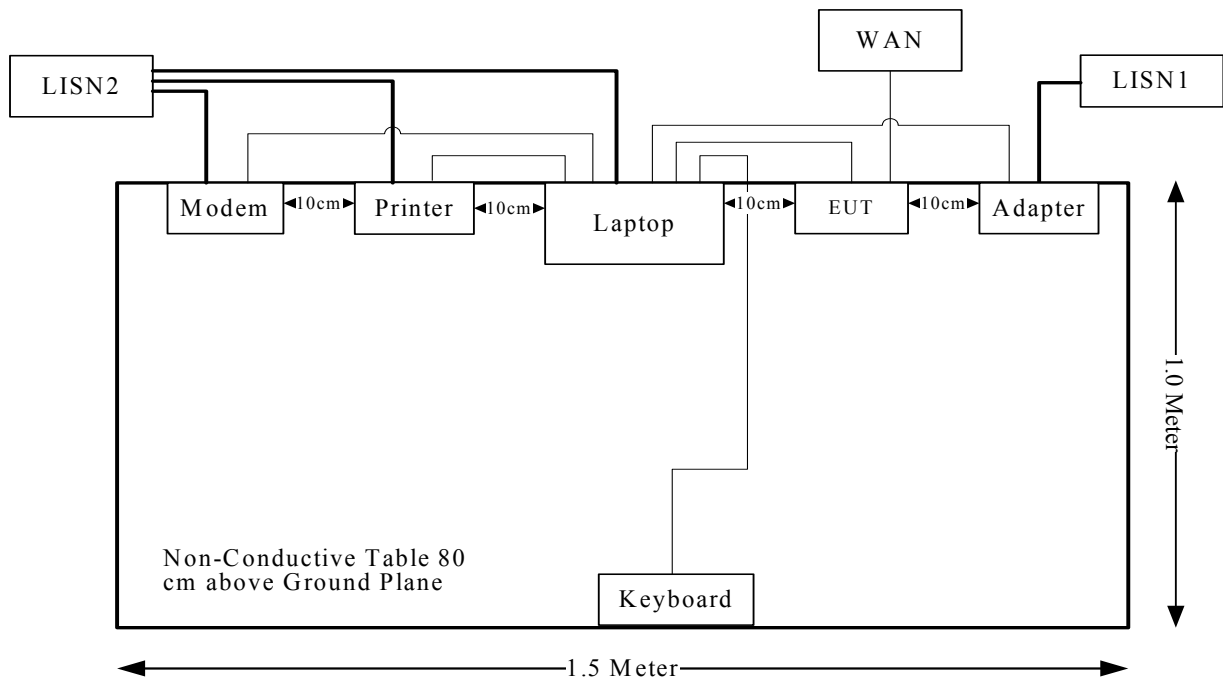 WAN
LISN2
LISN1
Modem
10cm
Printer
10cm
Laptop
10cm
EUT
10cm
Adapter
1.0 Meter
Non-Conductive Table 80
cm above Ground Plane
Keyboard
1.5 Meter